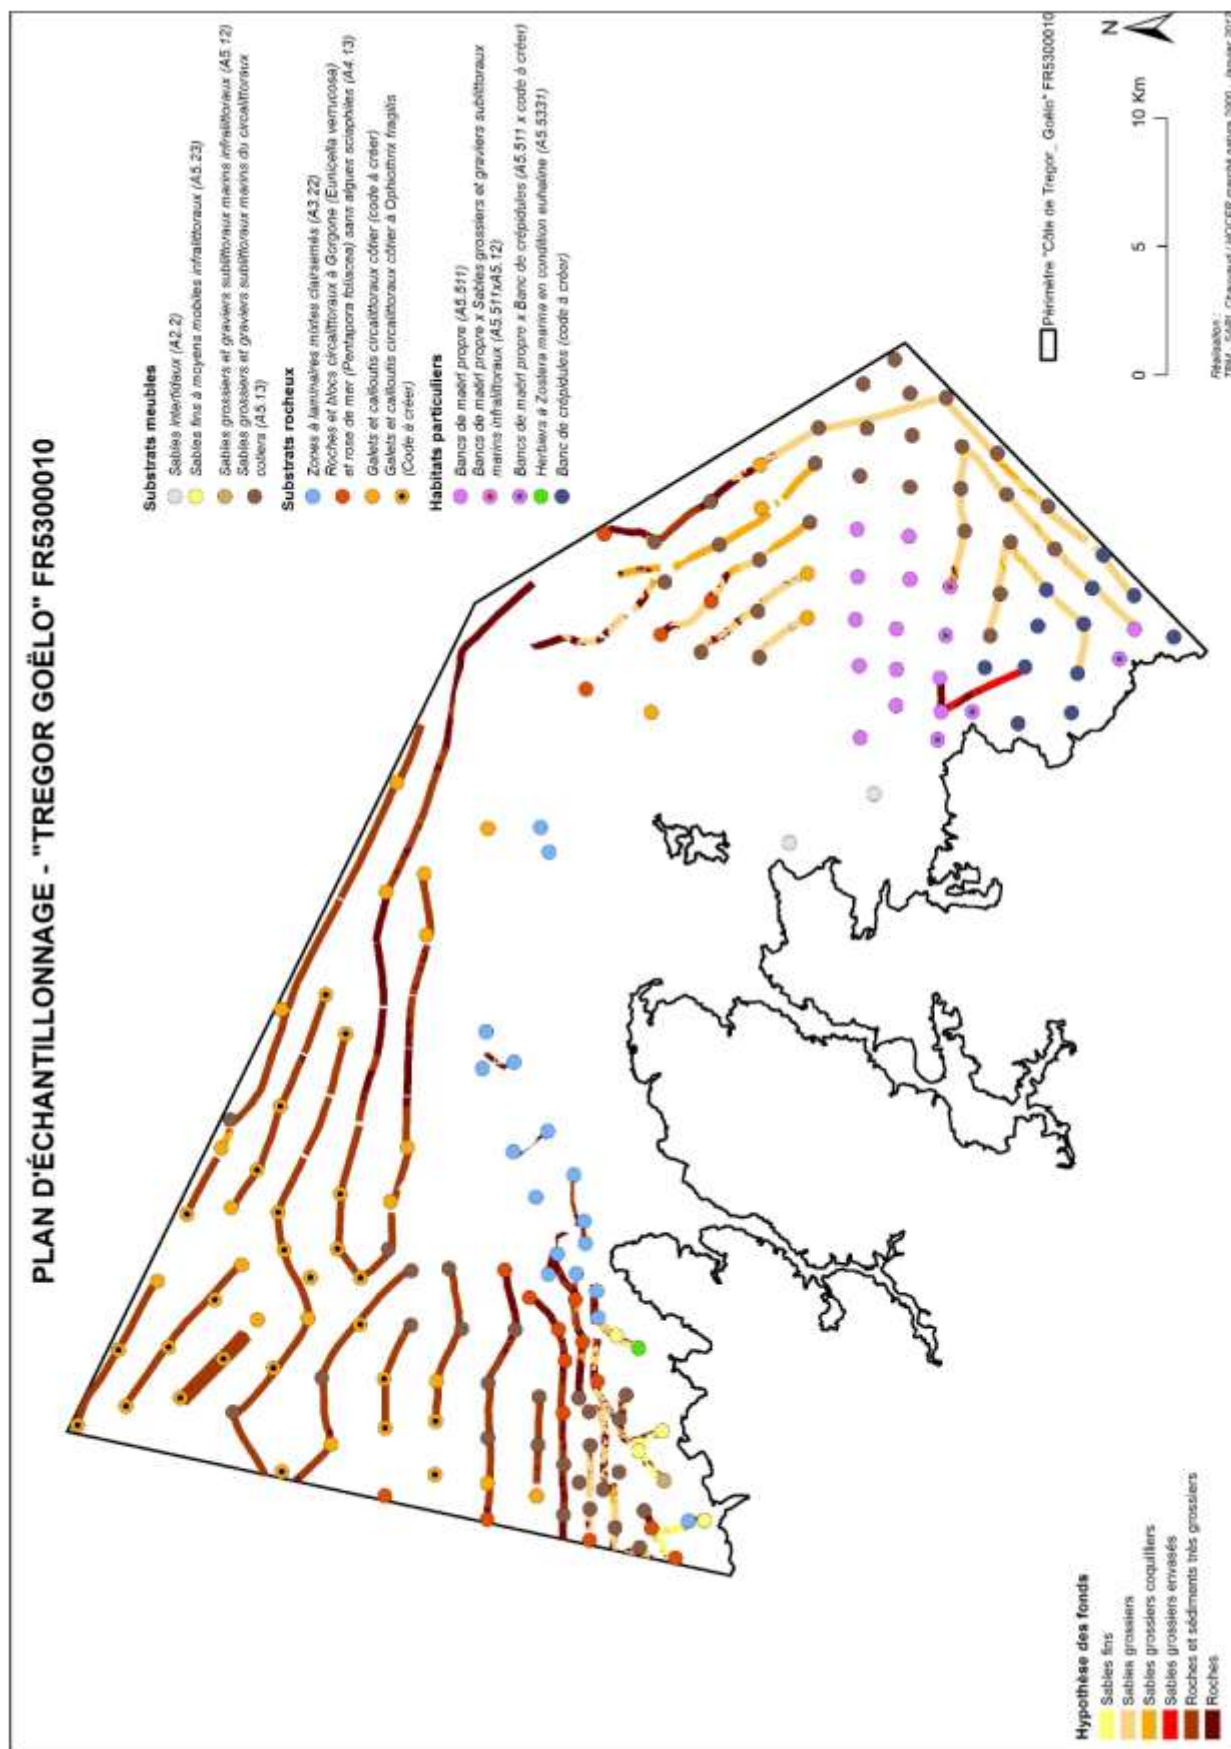 PLAN D'ÉCHANTILLONNAGE - "TREGOR GOËLO" FR5300010
Substrats meubles
Sables intertidaux (A2.2)
Sables fins à moyens mobiles infralittoraux (A5.23)
Sables grossiers et graviers sublittoraux marins infralittoraux (A5.12)
Sables grossiers et graviers sublittoraux marins du circalittoraux
cotiers (A5.13)
Substrats rocheux
Zones à laminaires mixtes clairsemés (A3.22)
Roches et blocs circalittoraux à Gorgone (Eunicella verrucosa)
et rose de mer (Pentapora foliacea) sans algues sciaphiles (A4.13)
Galets et cailloutis circalittoraux côtier (code à créer)
Galets et cailloutis circalittoraux côtier à Ophiothrix fragilis
(Code à créer)
Habitats particuliers
Bancs de maërl propre (A5.511)
Bancs de maërl propre x Sables grossiers et graviers sublittoraux
marins infralittoraux (A5.511xA5.12)
Bancs de maërl propre x Banc de crépidules (A5.511 x code à créer)
Herbiers à Zostera marina en condition euhaline (A5.5331)
Banc de crépidules (code à créer)
Périmètre "Côte de Tregor_ Goëlo" FR5300010
N
0 5 10 Km
Réalisation :
Hypothèse des fonds
Sables fins
Sables grossiers
Sables grossiers coquilliers
Sables grossiers envasés
Roches et sédiments très grossiers
Roches